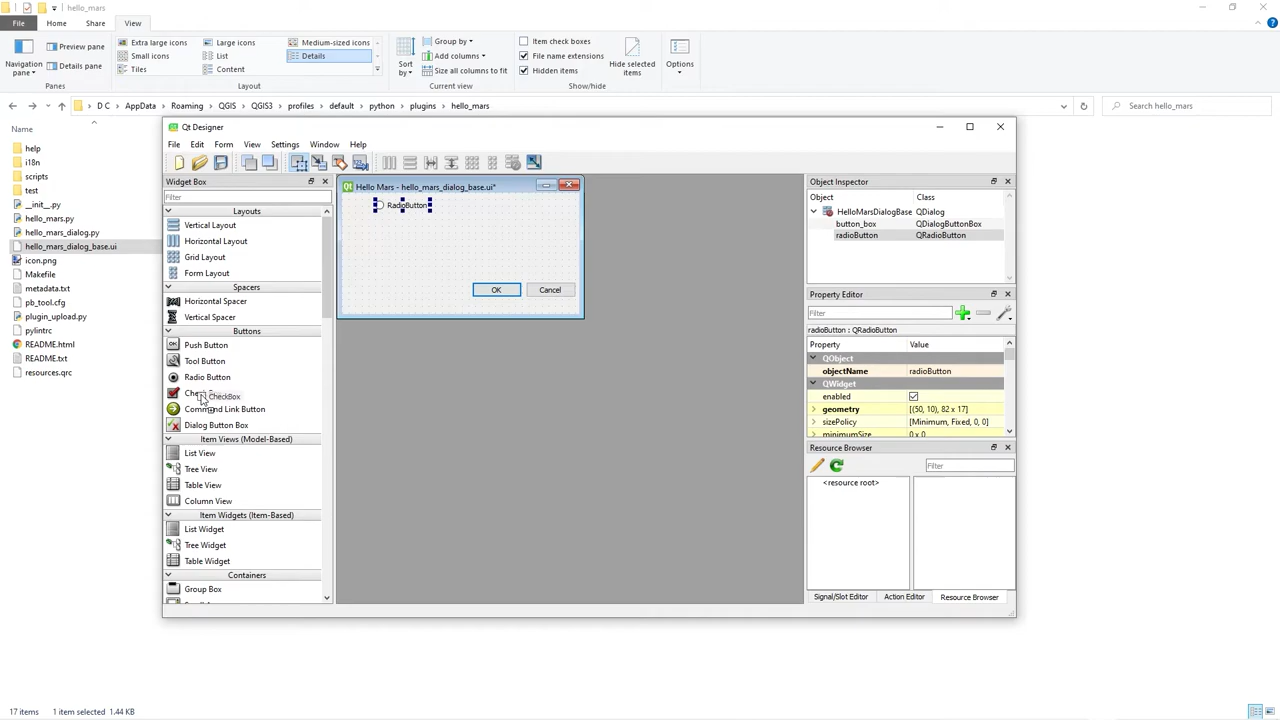 hello_mars
File Home Share View
Navigation pane
Preview pane
Details pane
Panes
Extra large icons
Large icons
Medium-sized icons
Small icons
List
Details
Tiles
Content
Layout
Sort by
Group by
Add columns
Size all columns to fit
Current view
Item check boxes
File name extensions
Hidden items
Hide selected items
Show/hide
Options
D C AppData Roaming QGIS QGIS3 profiles default python plugins hello_mars
Search hello_mars
Name
help
i18n
scripts
test
__init__.py
hello_mars.py
hello_mars_dialog.py
hello_mars_dialog_base.ui
icon.png
Makefile
metadata.txt
pb_tool.cfg
plugin_upload.py
pylintrc
README.html
README.txt
resources.qrc
Qt Designer
File Edit Form View Settings Window Help
Widget Box
Filter
Layouts
Vertical Layout
Horizontal Layout
Grid Layout
Form Layout
Spacers
Horizontal Spacer
Vertical Spacer
Buttons
Push Button
Tool Button
Radio Button
CheckBox
Command Link Button
Dialog Button Box
Item Views (Model-Based)
List View
Tree View
Table View
Column View
Item Widgets (Item-Based)
List Widget
Tree Widget
Table Widget
Containers
Group Box
Hello Mars - hello_mars_dialog_base.ui*
RadioButton
OK Cancel
Object Inspector
Object Class
HelloMarsDialogBase QDialog
button_box QDialogButtonBox
radioButton QRadioButton
Property Editor
Filter
radioButton : QRadioButton
Property Value
QObject
objectName radioButton
QWidget
enabled
geometry [(50, 10), 82 x 17]
sizePolicy [Minimum, Fixed, 0, 0]
minimumSize 0 x 0
Resource Browser
Filter
<resource root>
Signal/Slot Editor Action Editor Resource Browser
17 items 1 item selected 1.44 KB